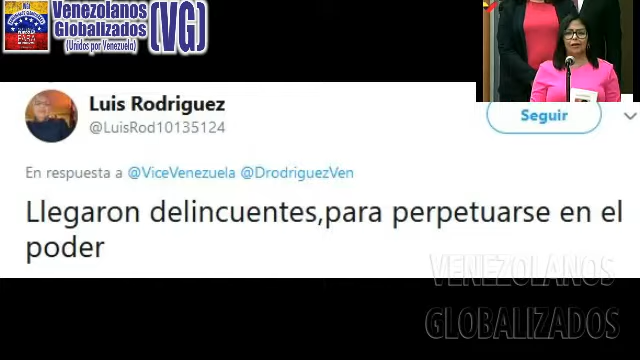 Venezolanos
Globalizados
(Unidos por Venezuela)
(VG)
Luis Rodriguez
@LuisRod10135124
Seguir
En respuesta a @ViceVenezuela @DrodriguezVen
Llegaron delincuentes,para perpetuarse en el
poder
VENEZOLANOS
GLOBALIZADOS